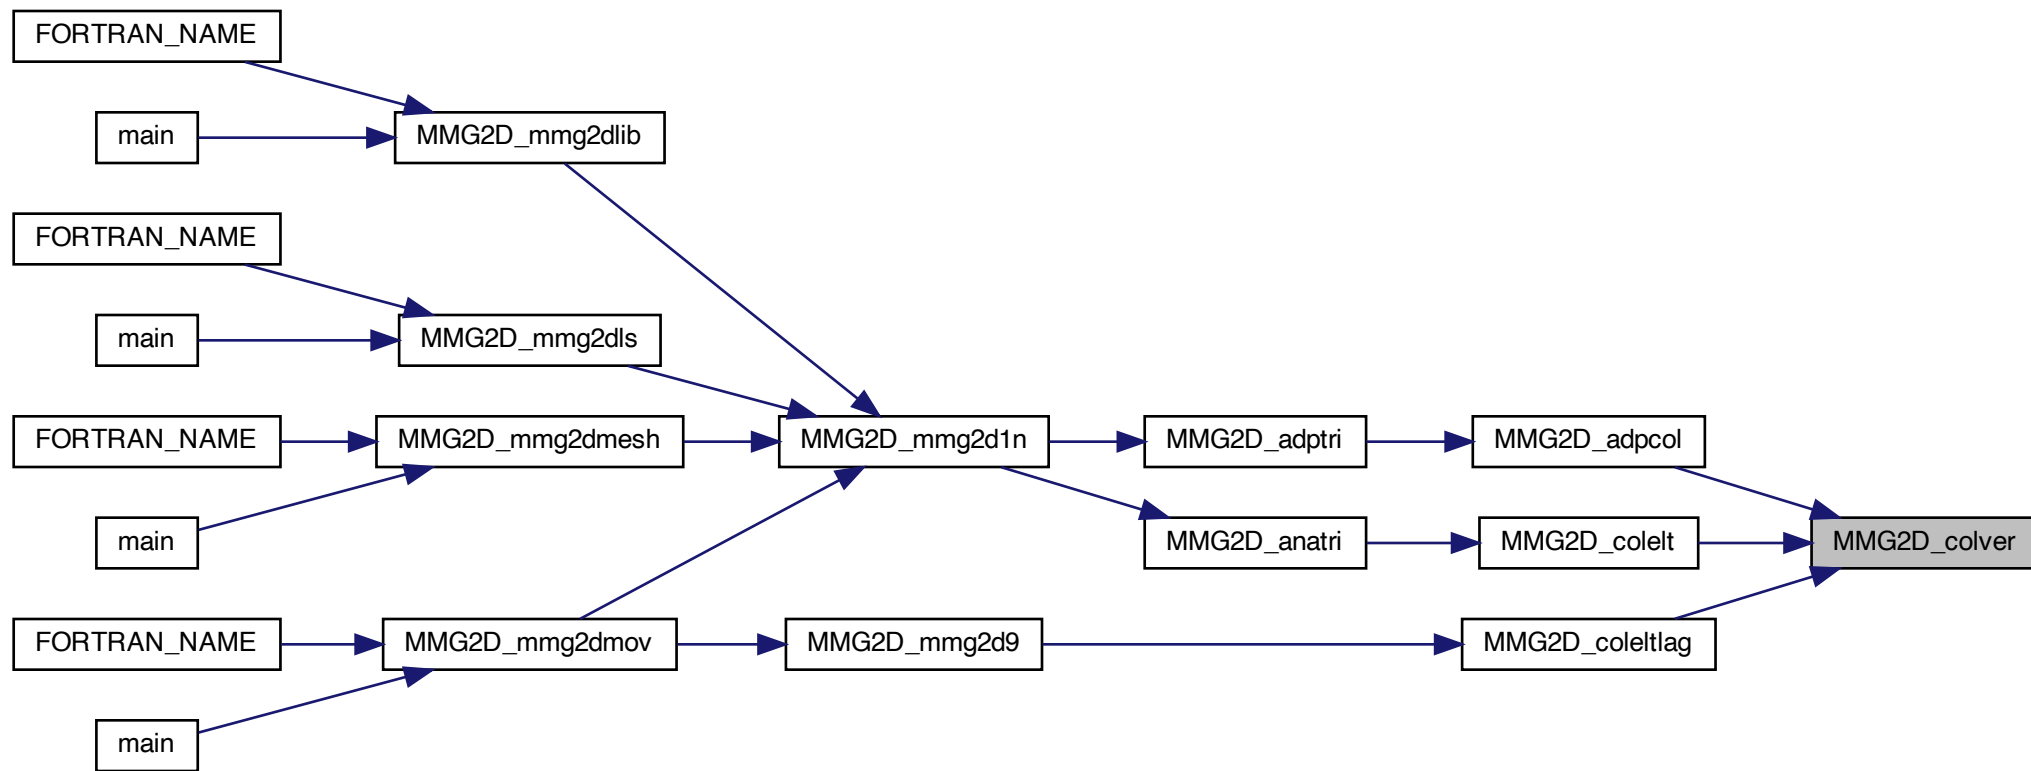 FORTRAN_NAME
main
MMG2D_mmg2dlib
FORTRAN_NAME
main
MMG2D_mmg2dls
FORTRAN_NAME
MMG2D_mmg2dmesh
MMG2D_mmg2d1n
MMG2D_adptri
MMG2D_adpcol
main
MMG2D_anatri
MMG2D_colelt
MMG2D_colver
FORTRAN_NAME
MMG2D_mmg2dmov
MMG2D_mmg2d9
MMG2D_coleltlag
main